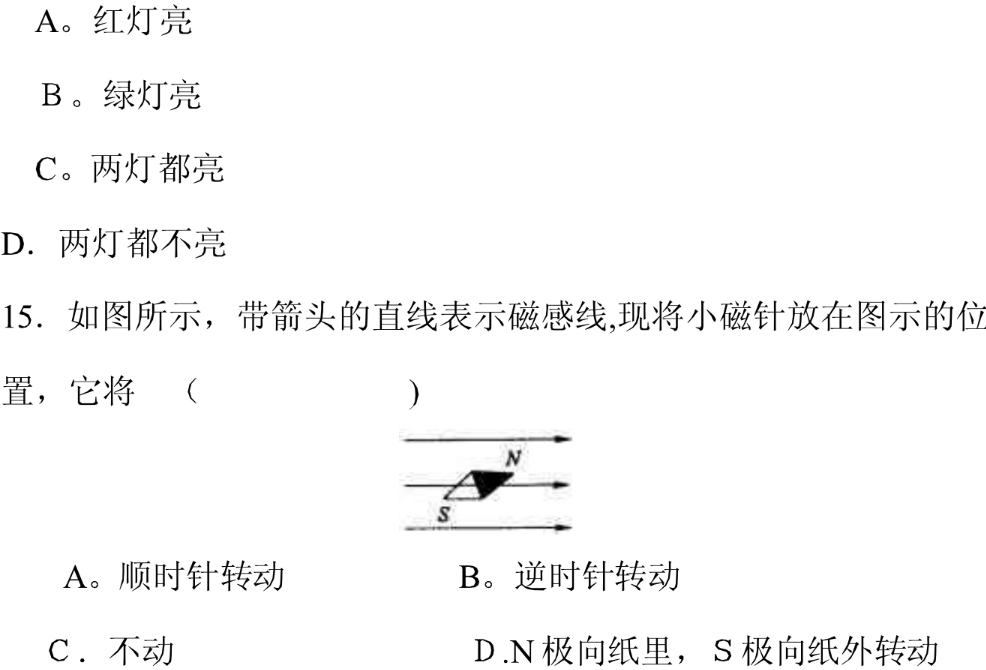 A。红灯亮
B。绿灯亮
C。两灯都亮
D．两灯都不亮
15．如图所示，带箭头的直线表示磁感线,现将小磁针放在图示的位
置，它将 （ )
N
S
A。顺时针转动 B。逆时针转动
C．不动 D.N极向纸里，S极向纸外转动